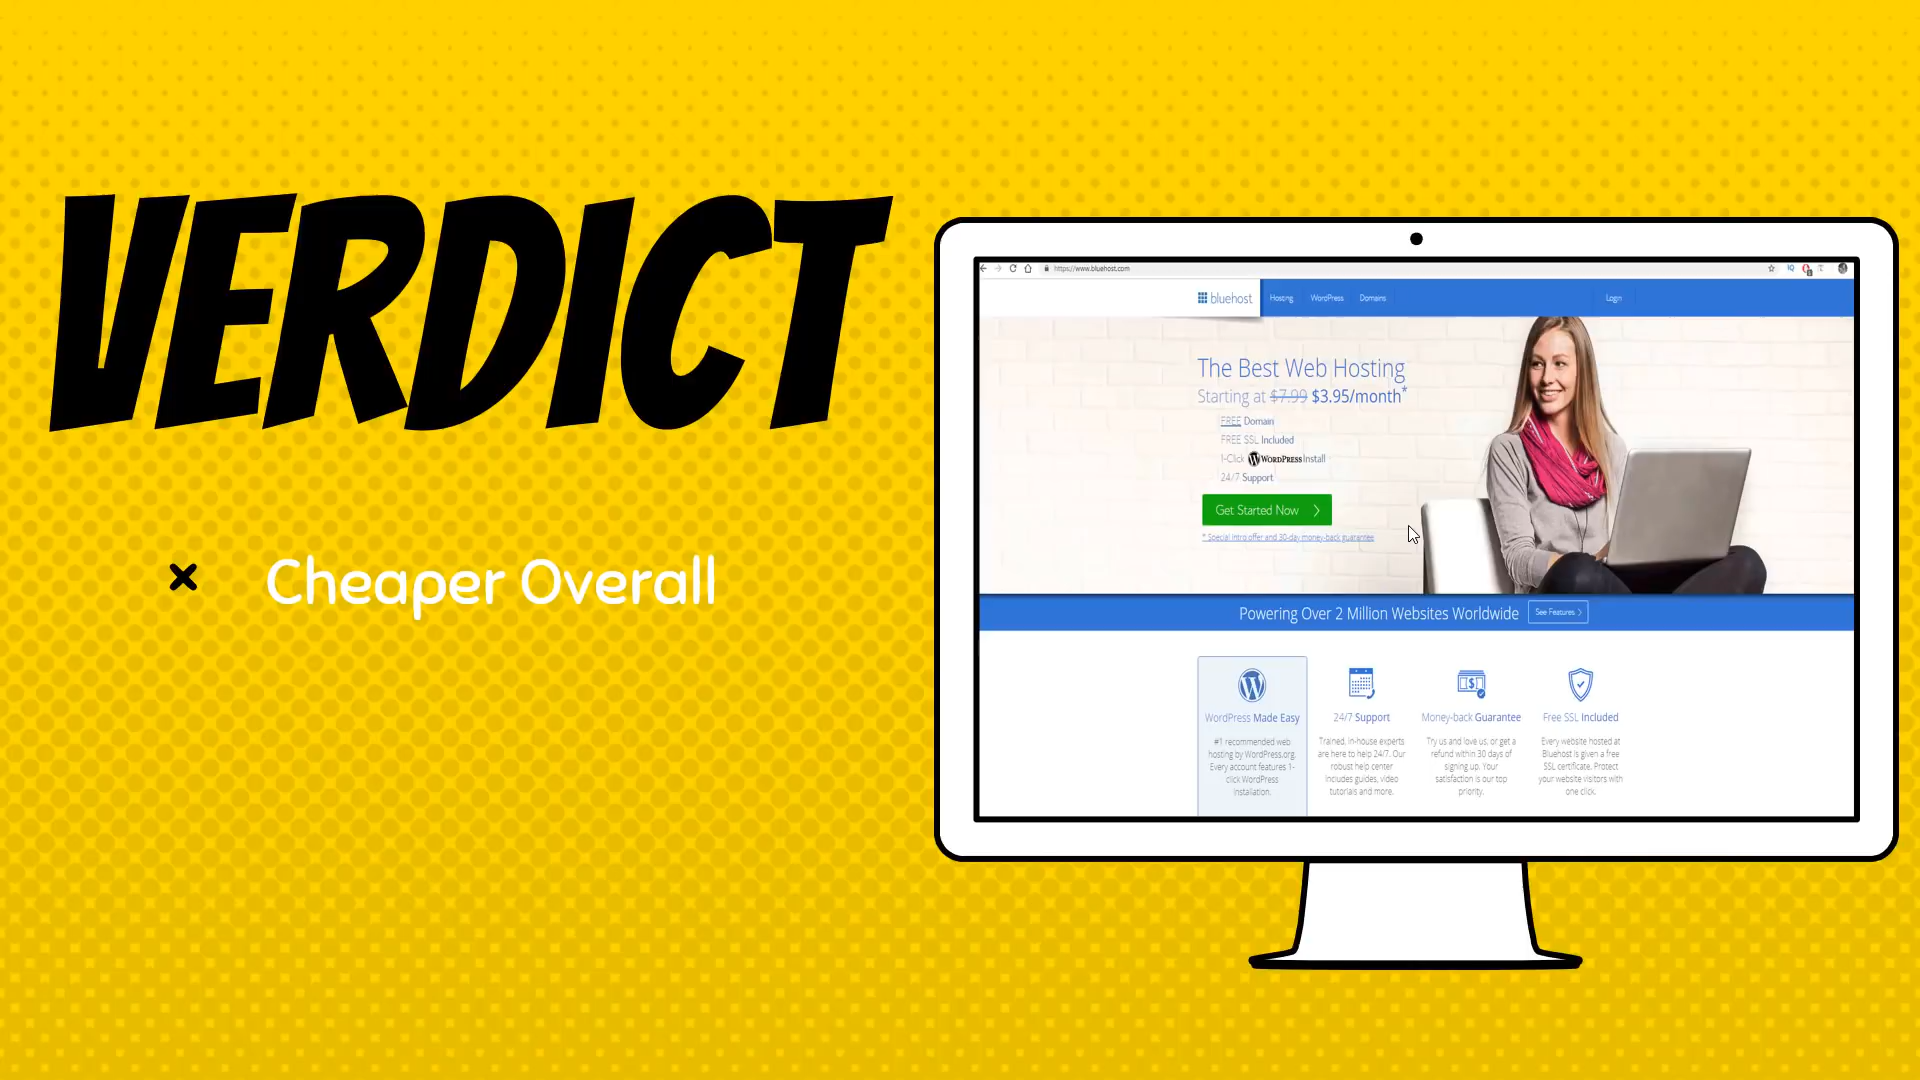 VERDICT
Cheaper Overall
https://www.bluehost.com
bluehost
Hosting
WordPress
Domains
Login
The Best Web Hosting
Starting at $7.99 $3.95/month*
FREE Domain
FREE SSL Included
1-Click WORDPRESS Install
24/7 Support
Get Started Now
* Special intro offer and 30-day money-back guarantee
Powering Over 2 Million Websites Worldwide
See Features
WordPress Made Easy
#1 recommended web
hosting by WordPress.org.
Every account features 1-
click WordPress
installation.
24/7 Support
Trained, in-house experts
are here to help 24/7. Our
robust help center
includes guides, video
tutorials and more.
Money-back Guarantee
Try us and love us, or get a
refund within 30 days of
signing up. Your
satisfaction is our top
priority.
Free SSL Included
Every website hosted at
Bluehost is given a free
SSL certificate. Protect
your website visitors with
one click.